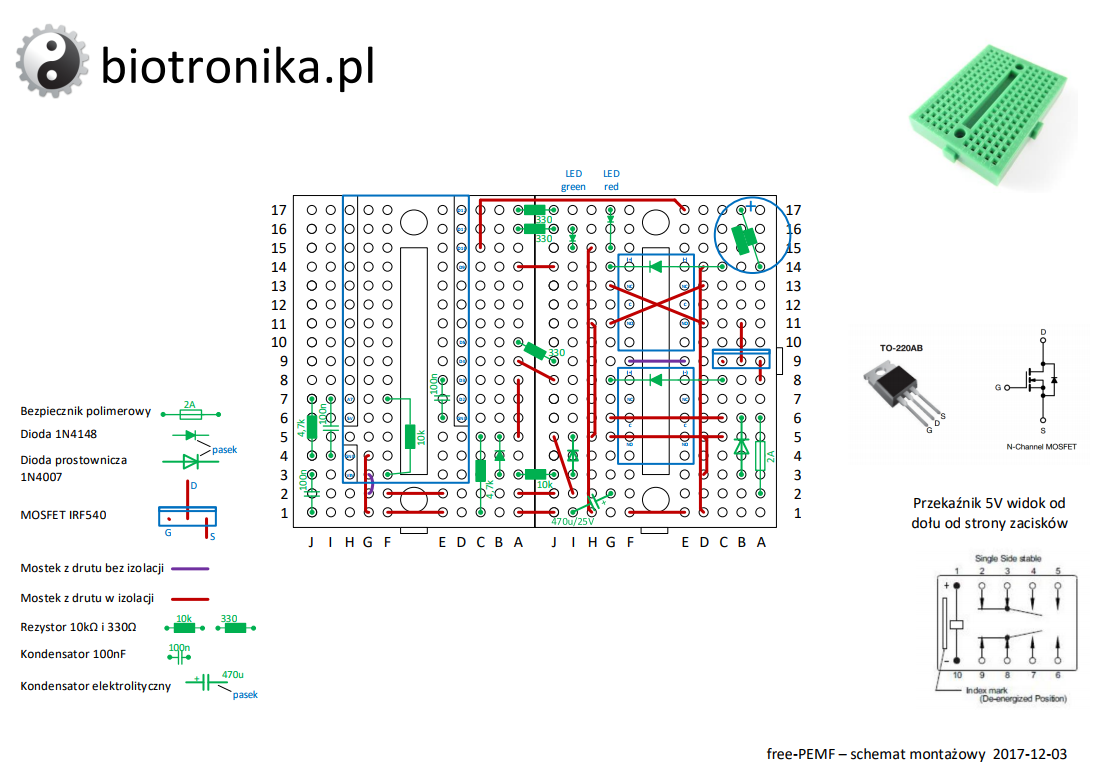 biotronika.pl
LED
green
LED
red
17 17
16 16
15 15
14 14
13 13
12 12
11 11
10 10
9 9
8 8
7 7
6 6
5 5
4 4
3 3
2 2
1 1
J I H G F E D C B A J I H G F E D C B A
330
330
330
100n
4,7k
100n
10k
100n
4,7k
10k
470u/25V
2A
+
Bezpiecznik polimerowy 2A
Dioda 1N4148
pasek
Dioda prostownicza
1N4007
D
MOSFET IRF540
G S
Mostek z drutu bez izolacji
Mostek z drutu w izolacji
Rezystor 10kΩ i 330Ω 10k 330
Kondensator 100nF 100n
Kondensator elektrolityczny + 470u
pasek
TO-220AB
G D S
D
G
S
N-Channel MOSFET
Przekaźnik 5V widok od
dołu od strony zacisków
Single Side stable
1 2 3 4 5
+
–
10 9 8 7 6
Index mark
(De-energized Position)
free-PEMF – schemat montażowy 2017-12-03